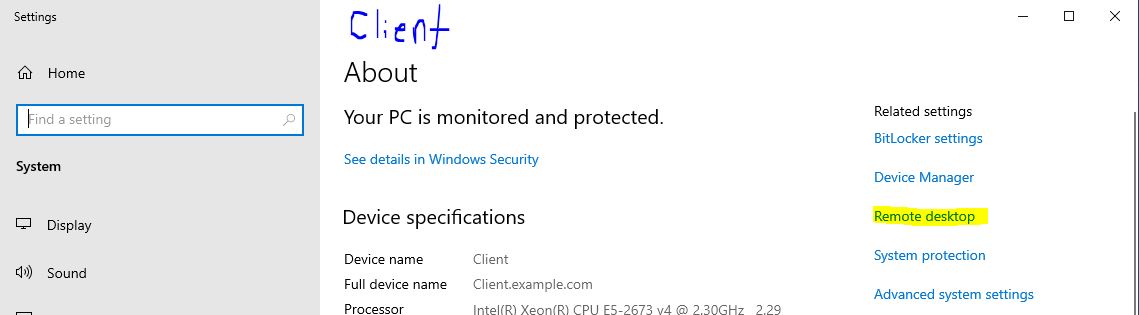 Settings
Client
Home
About
Find a setting
Your PC is monitored and protected.
Related settings
BitLocker settings
System
See details in Windows Security
Device Manager
Display
Device specifications
Remote desktop
Sound
Device name Client
System protection
Full device name Client.example.com
Advanced system settings
Processor Intel(R) Xeon(R) CPU E5-2673 v4 @ 2.30GHz 2.29